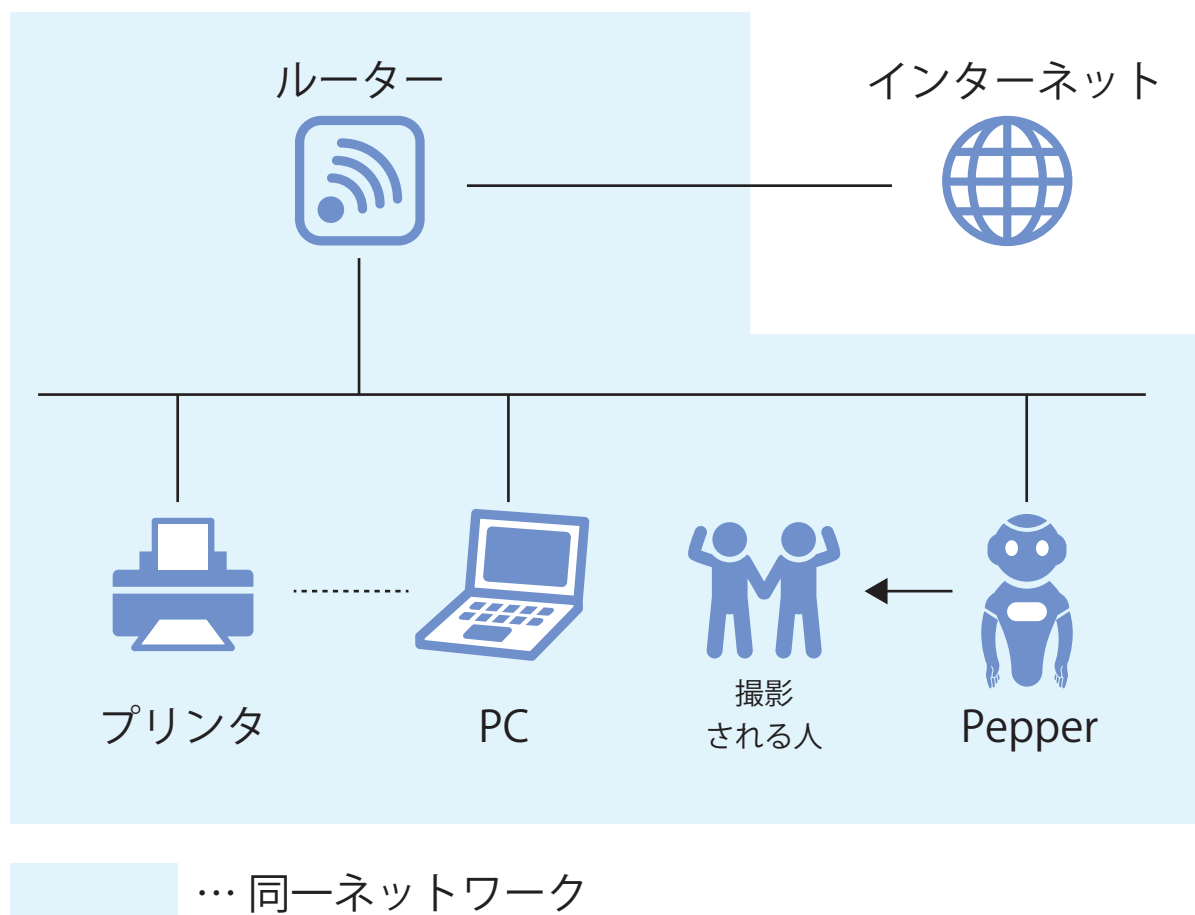 ルーター
インターネット
プリンタ
PC
撮影
される人
Pepper
… 同一ネットワーク